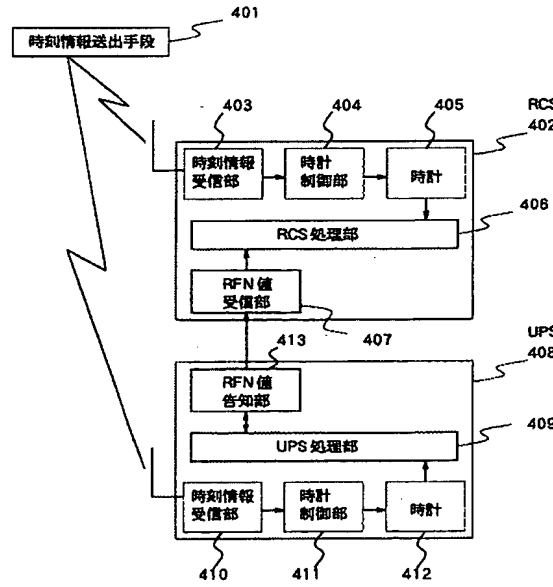 401
時刻情報送出手段
403
404
405
RCS
402
時刻情報
受信部
時計
制御部
時計
406
RCS 処理部
RFN 値
受信部
407
413
UPS
408
RFN 値
告知部
409
UPS 処理部
時刻情報
受信部
時計
制御部
時計
410
411
412